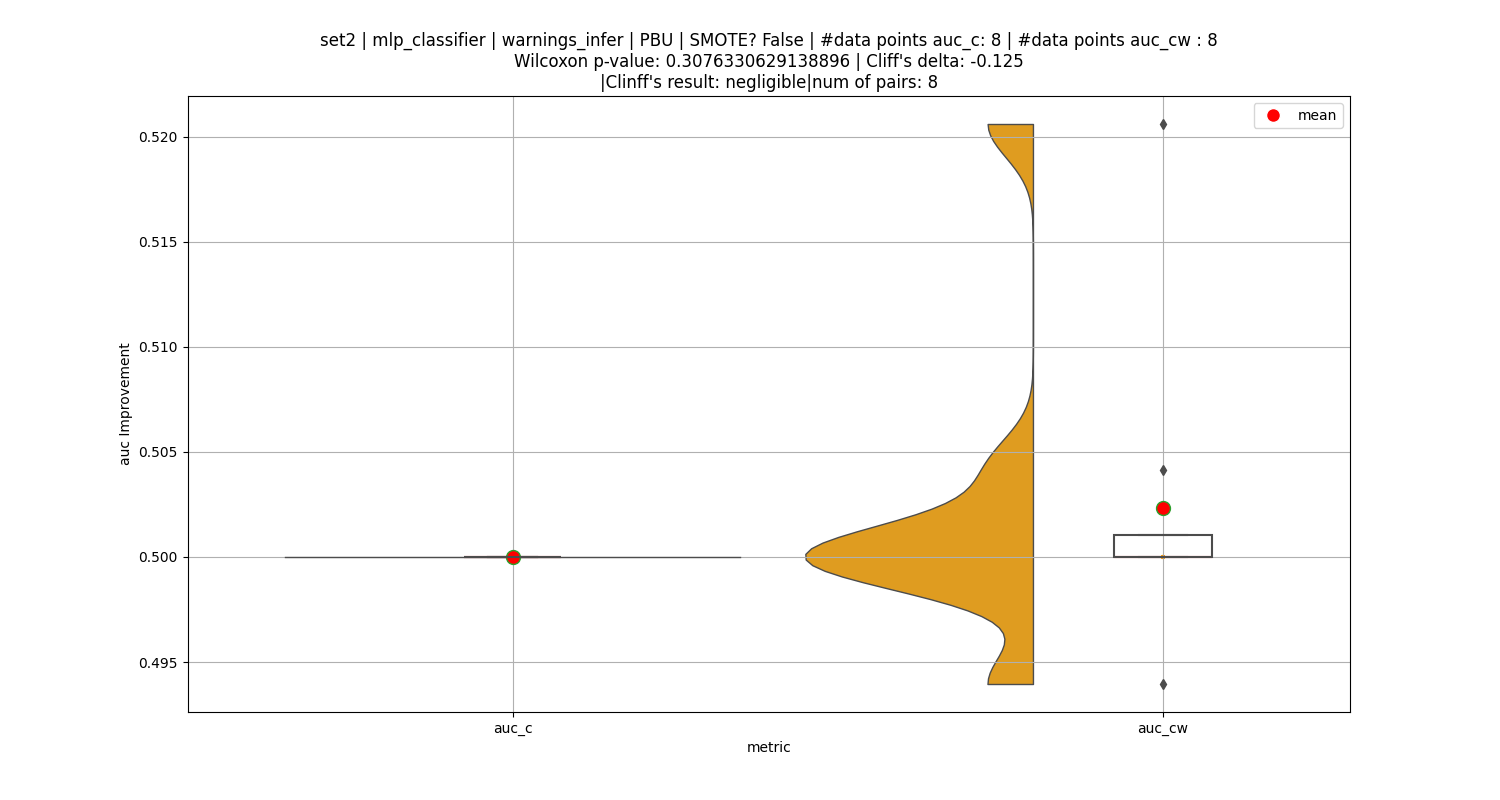 set2 | mlp_classifier | warnings_infer | PBU | SMOTE? False | #data points auc_c: 8 | #data points auc_cw : 8
Wilcoxon p-value: 0.3076330629138896 | Cliff's delta: -0.125
|Clinff's result: negligible|num of pairs: 8
mean
0.520
0.515
0.510
0.505
0.500
0.495
auc Improvement
auc_c
auc_cw
metric